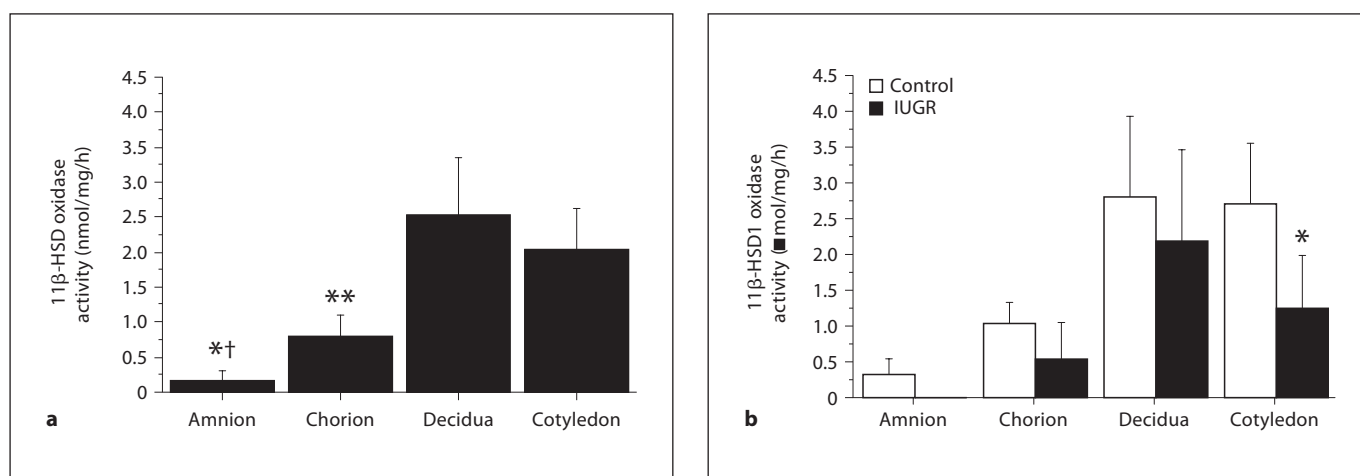 4.5
4.0
3.5
3.0
2.5
2.0
1.5
1.0
0.5
0
11β-HSD oxidase
activity (nmol/mg/h)
*†
**
Amnion Chorion Decidua Cotyledon
a
4.5
4.0
3.5
3.0
2.5
2.0
1.5
1.0
0.5
0
11β-HSD1 oxidase
activity (■mol/mg/h)
Control
IUGR
*
Amnion Chorion Decidua Cotyledon
b